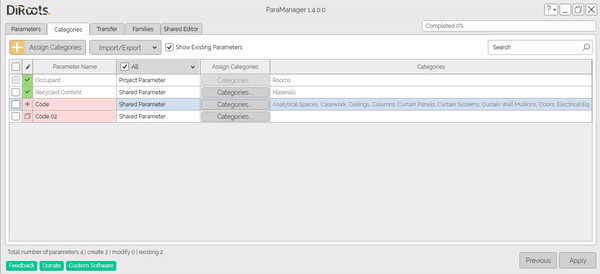 DiRoots.
ParaManager 1.4.0.0
?
Completed 0%
Parameters Categories Transfer Families Shared Editor
Assign Categories Import/Export Show Existing Parameters Search
Parameter Name All Assign Categories Categories
Occupant Project Parameter Categories... Rooms
Recycled Content Shared Parameter Categories... Materials
Code Shared Parameter Categories... Analytical Spaces, Casework, Ceilings, Columns, Curtain Panels, Curtain Systems, Curtain Wall Mullions, Doors, Electrical Eq
Code 02 Shared Parameter Categories...
Total number of parameters 4 | create 2 | modify 0 | existing 2
Feedback Donate Custom Software Previous Apply